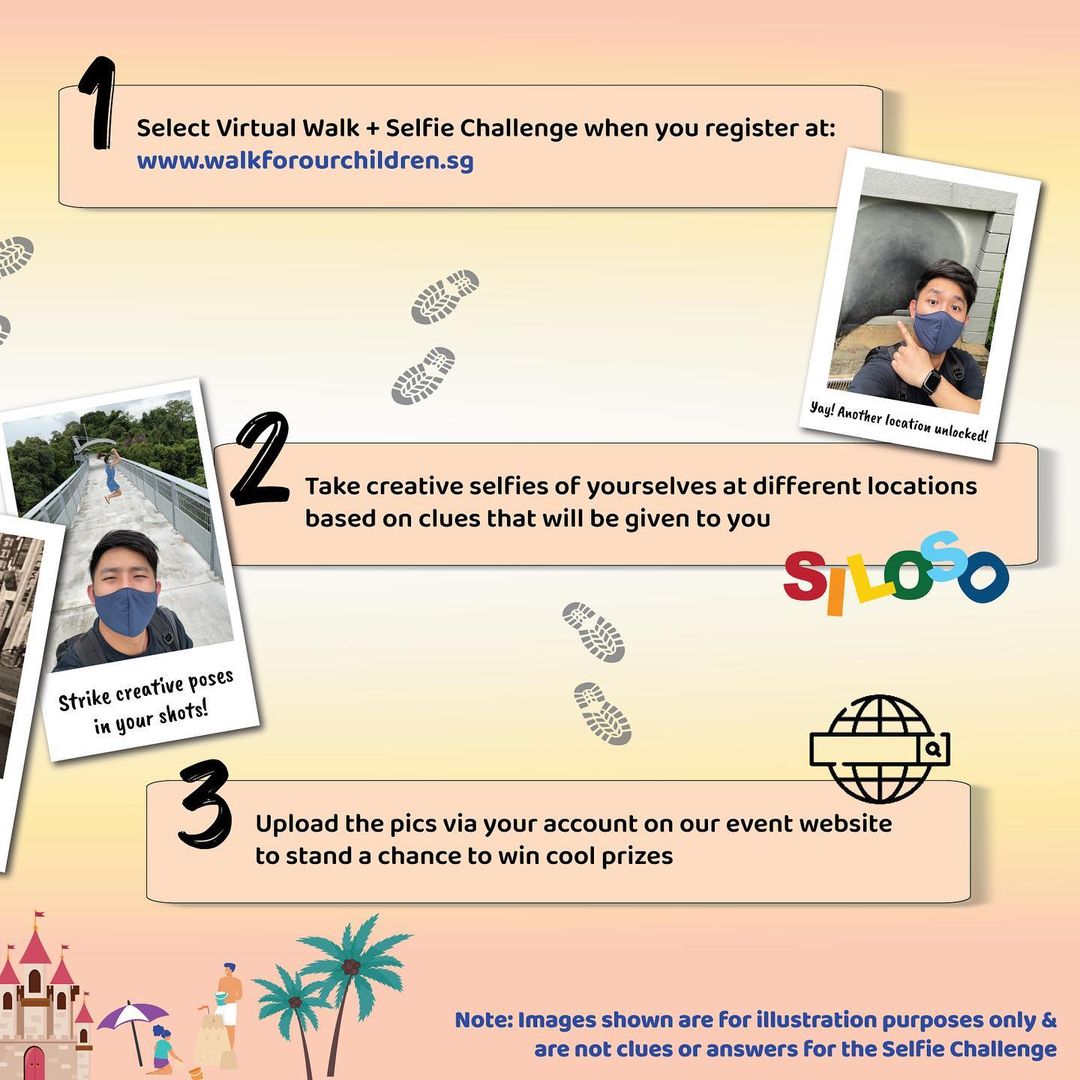 1
Select Virtual Walk + Selfie Challenge when you register at:
www.walkforourchildren.sg
Yay! Another location unlocked!
2
Take creative selfies of yourselves at different locations
based on clues that will be given to you
SILOSO
Strike creative poses
in your shots!
3
Upload the pics via your account on our event website
to stand a chance to win cool prizes
Note: Images shown are for illustration purposes only &
are not clues or answers for the Selfie Challenge